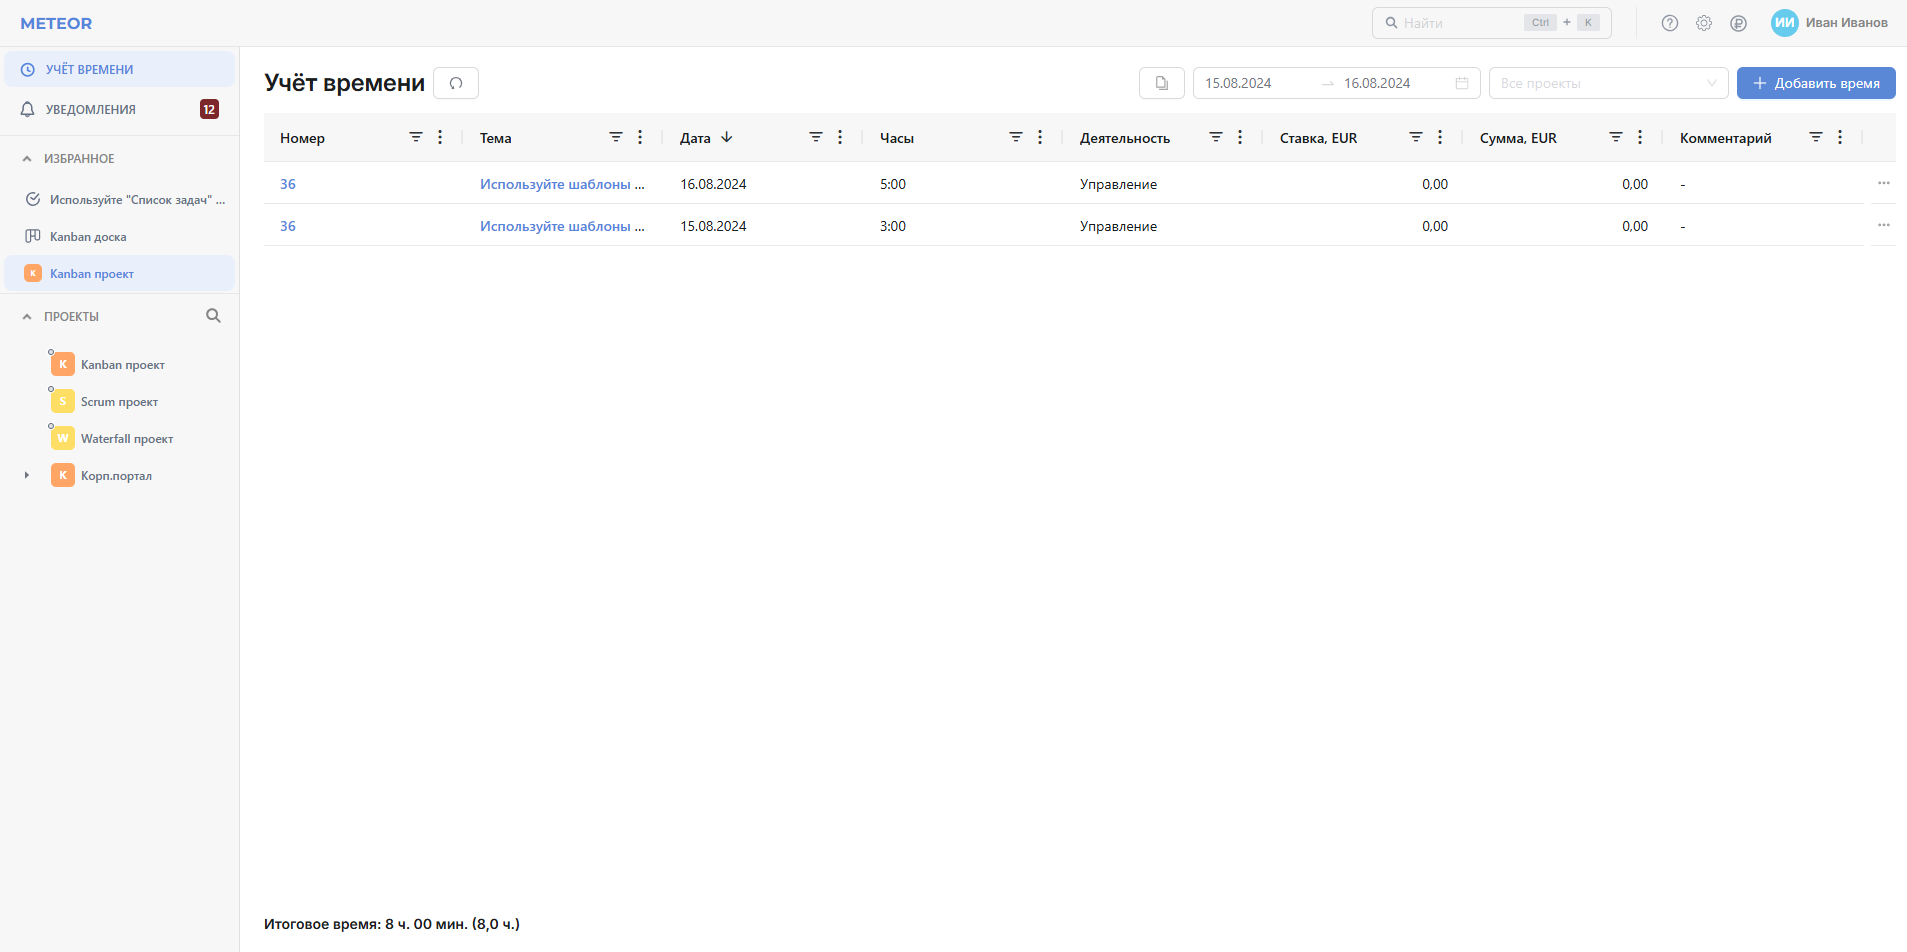 METEOR
Найти Ctrl + K
ИИ Иван Иванов
УЧЁТ ВРЕМЕНИ
УВЕДОМЛЕНИЯ 12
ИЗБРАННОЕ
Используйте "Список задач" ...
Kanban доска
K Kanban проект
ПРОЕКТЫ
K Kanban проект
S Scrum проект
W Waterfall проект
K Корп.портал
Учёт времени
15.08.2024 → 16.08.2024 Все проекты + Добавить время
Номер Тема Дата Часы Деятельность Ставка, EUR Сумма, EUR Комментарий
36 Используйте шаблоны ... 16.08.2024 5:00 Управление 0,00 0,00 -
36 Используйте шаблоны ... 15.08.2024 3:00 Управление 0,00 0,00 -
Итоговое время: 8 ч. 00 мин. (8,0 ч.)